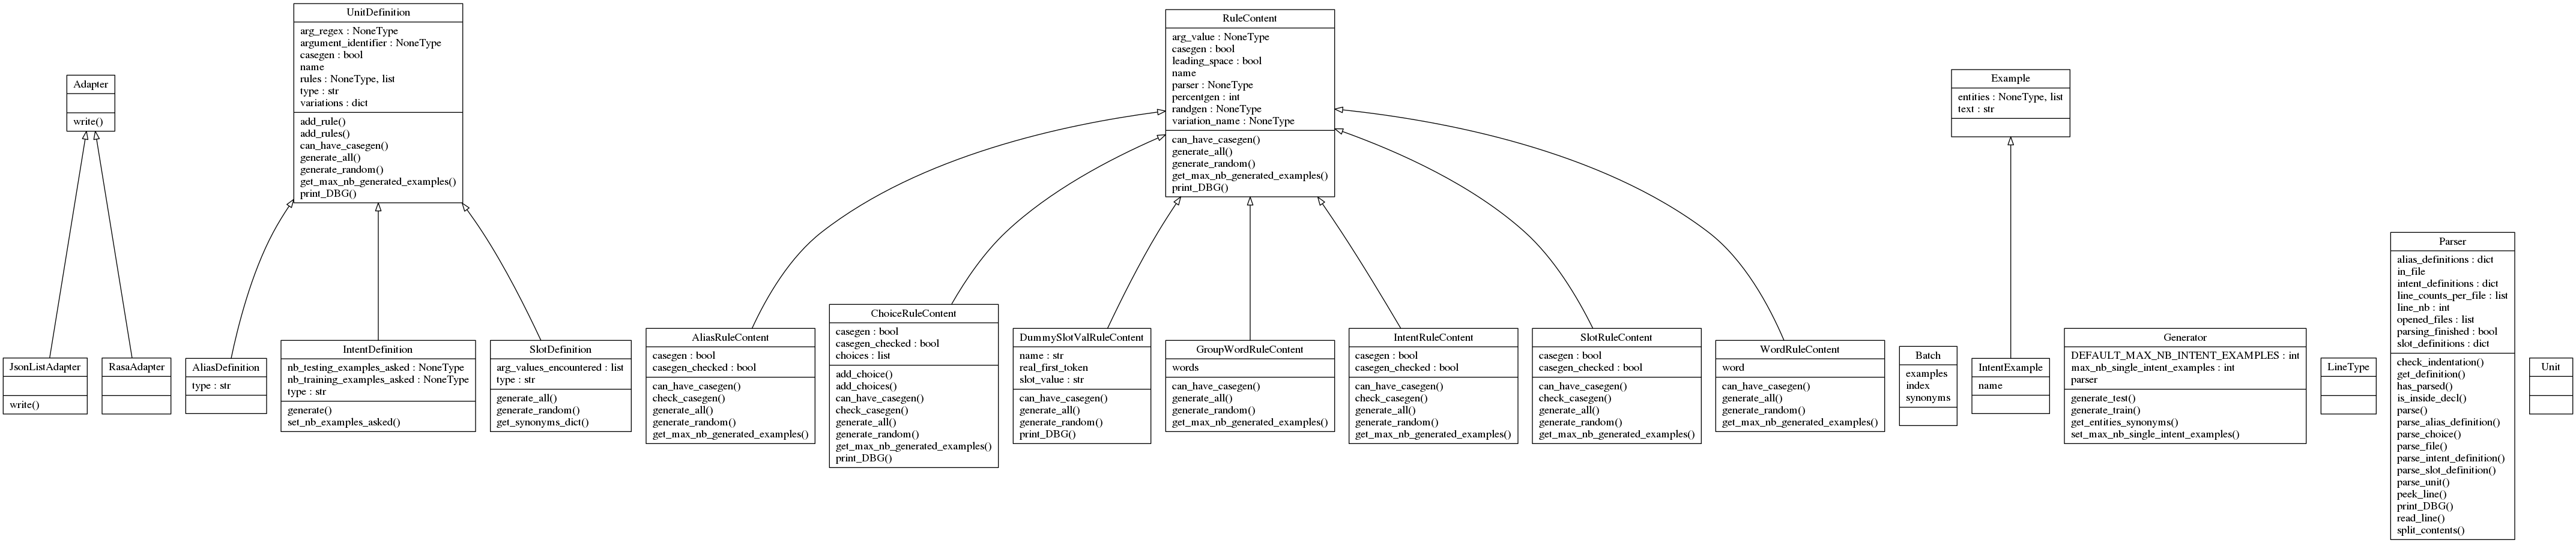 Adapter
write()
JsonListAdapter
write()
RasaAdapter
UnitDefinition
arg_regex : NoneType
argument_identifier : NoneType
casegen : bool
name
rules : NoneType, list
type : str
variations : dict
add_rule()
add_rules()
can_have_casegen()
generate_all()
generate_random()
get_max_nb_generated_examples()
print_DBG()
AliasDefinition
type : str
IntentDefinition
nb_testing_examples_asked : NoneType
nb_training_examples_asked : NoneType
type : str
generate()
set_nb_examples_asked()
SlotDefinition
arg_values_encountered : list
type : str
generate_all()
generate_random()
get_synonyms_dict()
RuleContent
arg_value : NoneType
casegen : bool
leading_space : bool
name
parser : NoneType
percentgen : int
randgen : NoneType
variation_name : NoneType
can_have_casegen()
generate_all()
generate_random()
get_max_nb_generated_examples()
print_DBG()
AliasRuleContent
casegen : bool
casegen_checked : bool
can_have_casegen()
check_casegen()
generate_all()
generate_random()
get_max_nb_generated_examples()
ChoiceRuleContent
casegen : bool
casegen_checked : bool
choices : list
add_choice()
add_choices()
can_have_casegen()
check_casegen()
generate_all()
generate_random()
get_max_nb_generated_examples()
print_DBG()
DummySlotValRuleContent
name : str
real_first_token
slot_value : str
can_have_casegen()
generate_all()
generate_random()
print_DBG()
GroupWordRuleContent
words
can_have_casegen()
generate_all()
generate_random()
get_max_nb_generated_examples()
IntentRuleContent
casegen : bool
casegen_checked : bool
can_have_casegen()
check_casegen()
generate_all()
generate_random()
get_max_nb_generated_examples()
SlotRuleContent
casegen : bool
casegen_checked : bool
can_have_casegen()
check_casegen()
generate_all()
generate_random()
get_max_nb_generated_examples()
WordRuleContent
word
can_have_casegen()
generate_all()
generate_random()
get_max_nb_generated_examples()
Batch
examples
index
synonyms
Example
entities : NoneType, list
text : str
IntentExample
name
Generator
DEFAULT_MAX_NB_INTENT_EXAMPLES : int
max_nb_single_intent_examples : int
parser
generate_test()
generate_train()
get_entities_synonyms()
set_max_nb_single_intent_examples()
LineType
Parser
alias_definitions : dict
in_file
intent_definitions : dict
line_counts_per_file : list
line_nb : int
opened_files : list
parsing_finished : bool
slot_definitions : dict
check_indentation()
get_definition()
has_parsed()
is_inside_decl()
parse()
parse_alias_definition()
parse_choice()
parse_file()
parse_intent_definition()
parse_slot_definition()
parse_unit()
peek_line()
print_DBG()
read_line()
split_contents()
Unit